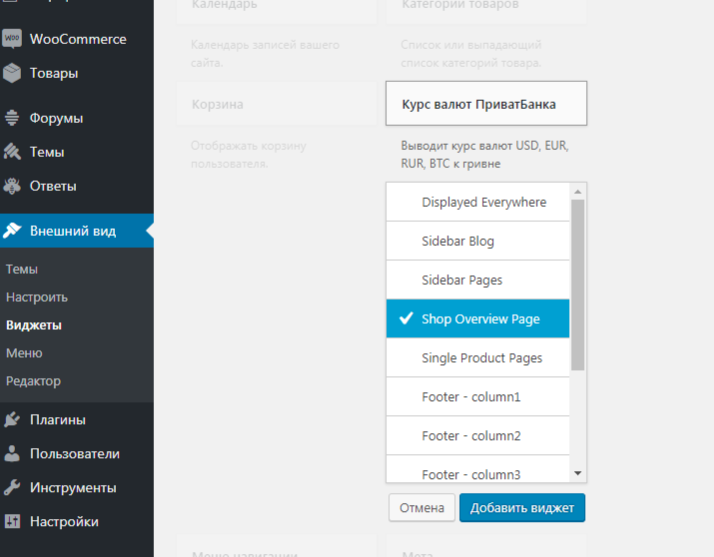 WooCommerce
Товары
Форумы
Темы
Ответы
Внешний вид
Темы
Настроить
Виджеты
Меню
Редактор
Плагины
Пользователи
Инструменты
Настройки
Календарь
Календарь записей вашего
сайта.
Корзина
Отображать корзину
пользователя.
Категории товаров
Список или выпадающий
список категорий товара.
Курс валют ПриватБанка
Выводит курс валют USD, EUR,
RUR, BTC к гривне
Displayed Everywhere
Sidebar Blog
Sidebar Pages
Shop Overview Page
Single Product Pages
Footer - column1
Footer - column2
Footer - column3
Отмена
Добавить виджет
Меню навигации
Мета